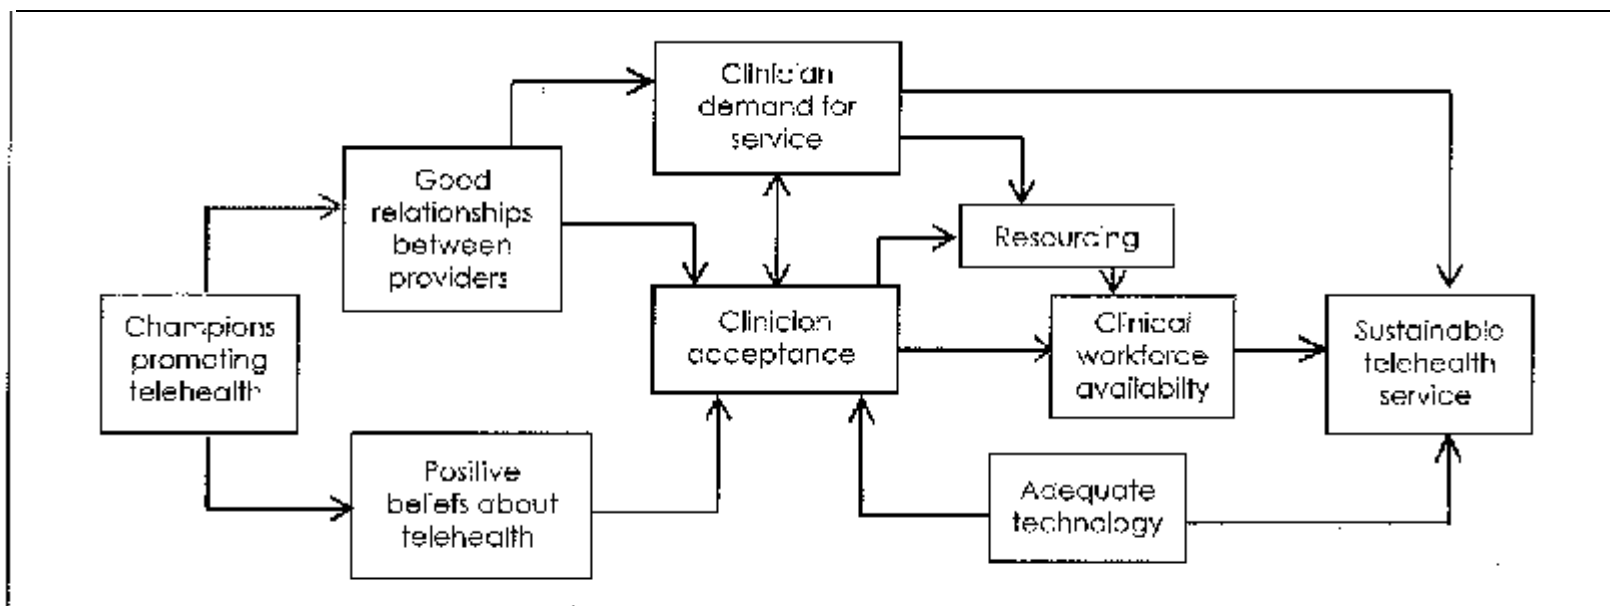 Clinician
demand for
service
Good
relationships
between
providers
Resourcing
Champions
promoting
telehealth
Clinician
acceptance
Clinical
workforce
availabilty
Sustainable
telehealth
service
Positive
beliefs about
telehealth
Adequate
technology